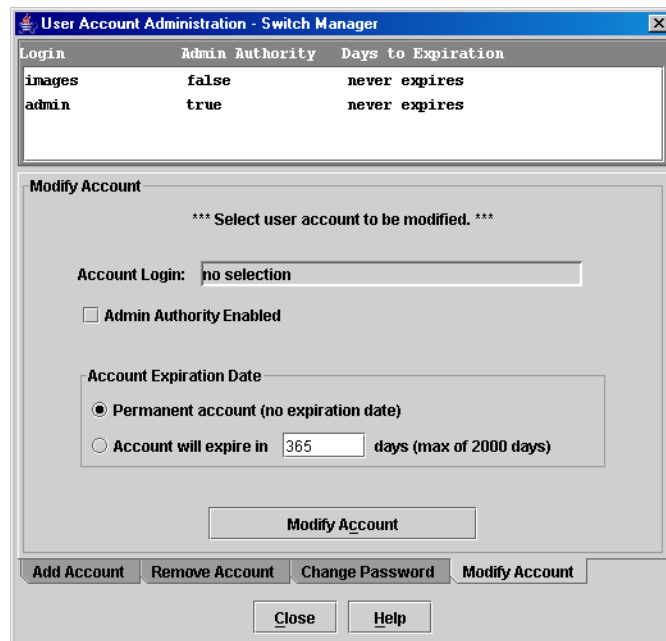 User Account Administration - Switch Manager
Login Admin Authority Days to Expiration
images false never expires
admin true never expires
Modify Account
*** Select user account to be modified. ***
Account Login: no selection
Admin Authority Enabled
Account Expiration Date
Permanent account (no expiration date)
Account will expire in 365 days (max of 2000 days)
Modify Account
Add Account Remove Account Change Password Modify Account
Close Help